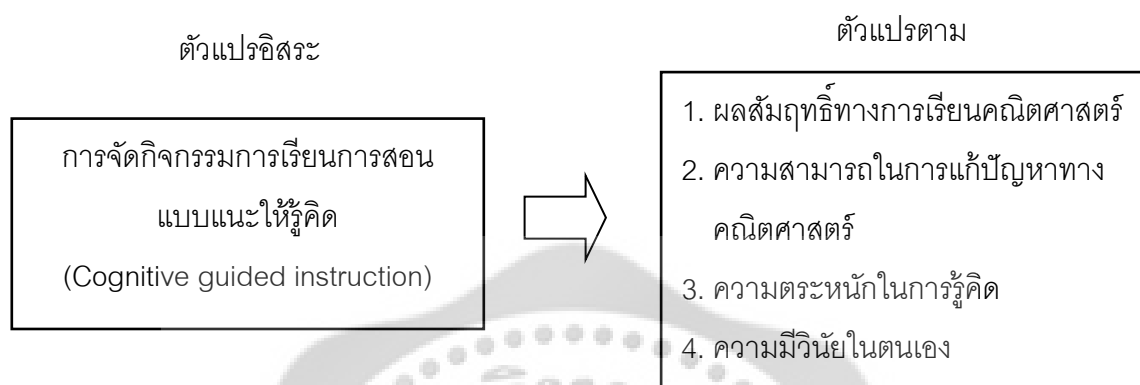 ตัวแปรอิสระ
การจัดกิจกรรมการเรียนการสอน
แบบแนะให้รู้คิด
(Cognitive guided instruction)
ตัวแปรตาม
1. ผลสัมฤทธิ์ทางการเรียนคณิตศาสตร์
2. ความสามารถในการแก้ปัญหาทาง
คณิตศาสตร์
3. ความตระหนักในการรู้คิด
4. ความมีวินัยในตนเอง